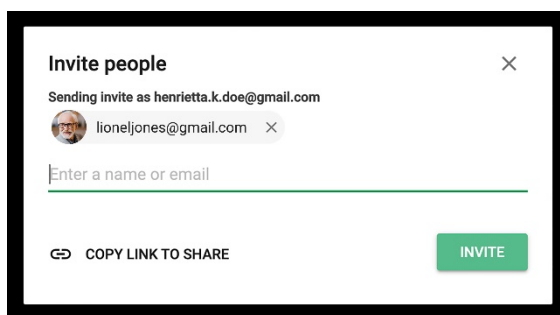 Invite people
Sending invite as henrietta.k.doe@gmail.com
lioneljones@gmail.com
Enter a name or email
COPY LINK TO SHARE
INVITE